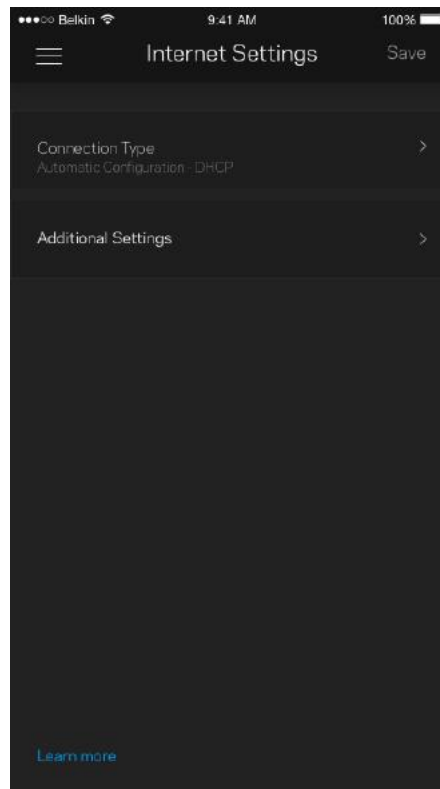 Belkin 9:41 AM 100%
Internet Settings Save
Connection Type
Automatic Configuration - DHCP
Additional Settings
Learn more